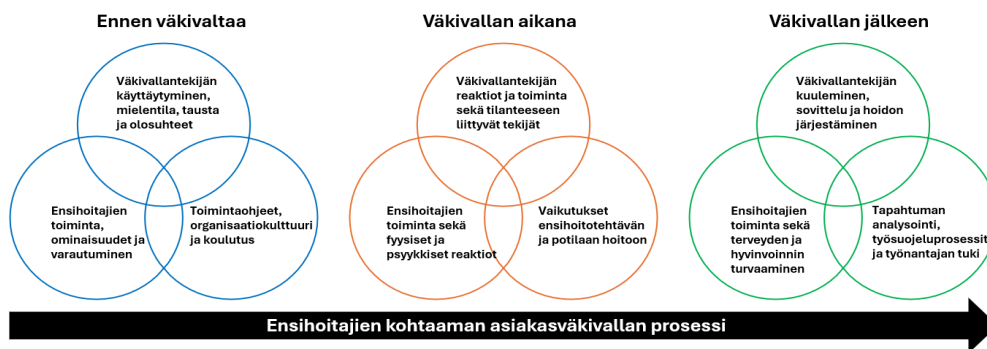 Ennen väkivaltaa
Väkivallantekijän
käyttäytyminen,
mielentila, tausta
ja olosuhteet
Ensihoitajien
toiminta,
ominaisuudet ja
varautuminen
Toimintaohjeet,
organisaatiokulttuuri
ja koulutus
Väkivallan aikana
Väkivallantekijän
reaktiot ja toiminta
sekä tilanteeseen
liittyvät tekijät
Ensihoitajien
toiminta sekä
fyysiset ja
psyykkiset reaktiot
Vaikutukset
ensihoitotehtävän
ja potilaan hoitoon
Väkivallan jälkeen
Väkivallantekijän
kuuleminen,
sovittelu ja hoidon
järjestäminen
Ensihoitajien
toiminta sekä
terveyden ja
hyvinvoinnin
turvaaminen
Tapahtuman
analysointi,
työsuojeluprosessit
ja työnantajan tuki
Ensihoitajien kohtaaman asiakasväkivallan prosessi